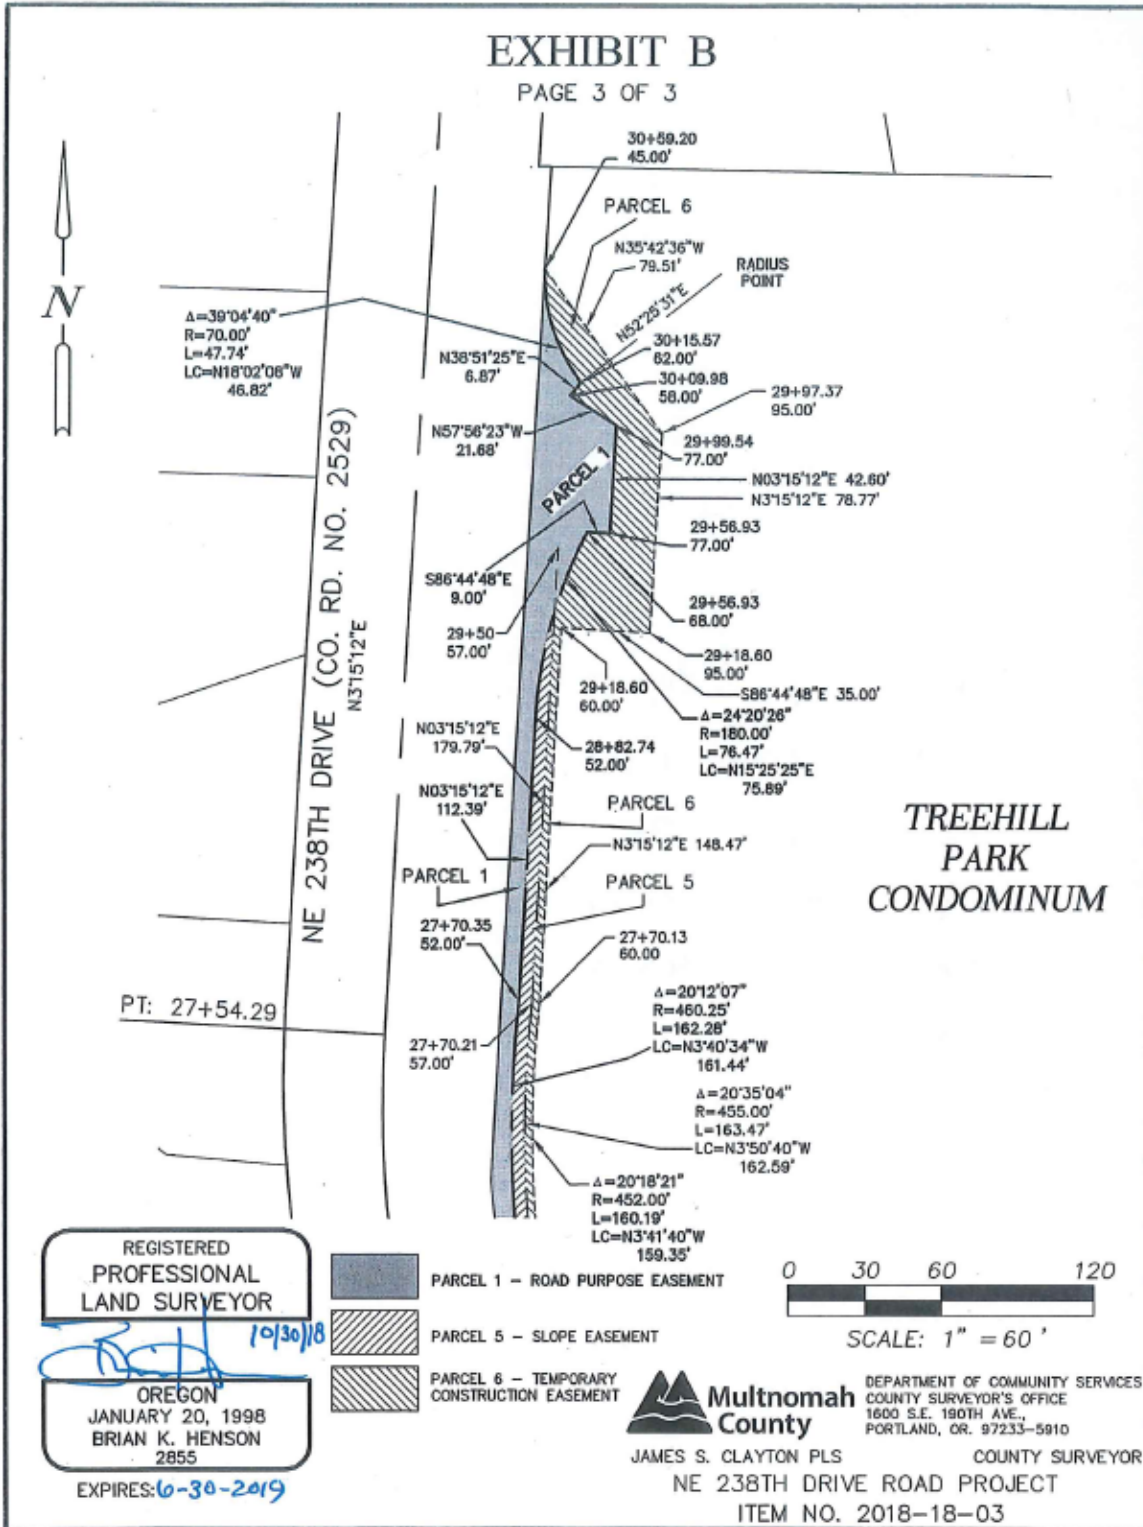 EXHIBIT B
PAGE 3 OF 3
30+59.20
45.00'
PARCEL 6
N35°42'36"W
79.51'
RADIUS
POINT
N52°25'31"E
N
Δ=39°04'40"
R=70.00'
L=47.74'
LC=N18°02'08"W
46.82'
N38°51'25"E
6.87'
30+15.57
62.00'
30+09.98
58.00'
29+97.37
95.00'
N57°56'23"W
21.68'
29+99.54
77.00'
PARCEL 1
N03°15'12"E 42.60'
N3°15'12"E 78.77'
29+56.93
77.00'
S86°44'48"E
9.00'
29+50
57.00'
29+56.93
68.00'
29+18.60
95.00'
S86°44'48"E 35.00'
29+18.60
60.00'
NE 238TH DRIVE (CO. RD. NO. 2529)
N3°15'12"E
Δ=24°20'26"
R=180.00'
L=76.47'
LC=N15°25'25"E
75.89'
N03°15'12"E
179.79'
28+82.74
52.00'
N03°15'12"E
112.39'
PARCEL 6
N3°15'12"E 148.47'
PARCEL 1
PARCEL 5
TREEHILL
PARK
CONDOMINUM
27+70.35
52.00'
27+70.13
60.00
PT: 27+54.29
27+70.21
57.00'
Δ=20°12'07"
R=460.25'
L=162.28'
LC=N3°40'34"W
161.44'
Δ=20°35'04"
R=455.00'
L=163.47'
LC=N3°50'40"W
162.59'
Δ=20°18'21"
R=452.00'
L=160.19'
LC=N3°41'40"W
159.35'
REGISTERED
PROFESSIONAL
LAND SURVEYOR
10/30/18
OREGON
JANUARY 20, 1998
BRIAN K. HENSON
2855
EXPIRES: 6-30-2019
PARCEL 1 - ROAD PURPOSE EASEMENT
PARCEL 5 - SLOPE EASEMENT
PARCEL 6 - TEMPORARY
CONSTRUCTION EASEMENT
0 30 60 120
SCALE: 1" = 60'
Multnomah
County
DEPARTMENT OF COMMUNITY SERVICES
COUNTY SURVEYOR'S OFFICE
1600 S.E. 190TH AVE.,
PORTLAND, OR. 97233-5910
JAMES S. CLAYTON PLS COUNTY SURVEYOR
NE 238TH DRIVE ROAD PROJECT
ITEM NO. 2018-18-03